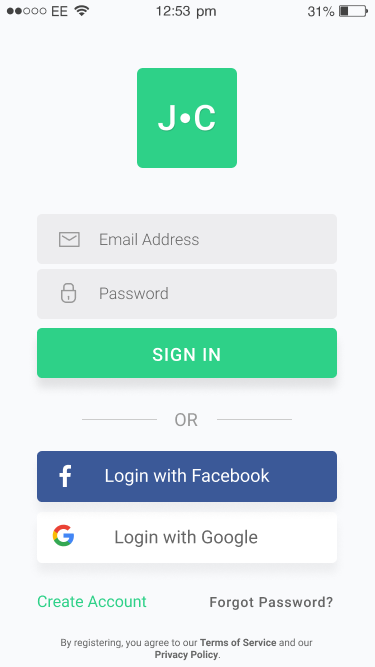 EE 12:53 pm 31%
J•C
Email Address
Password
SIGN IN
OR
Login with Facebook
Login with Google
Create Account Forgot Password?
By registering, you agree to our Terms of Service and our
Privacy Policy.